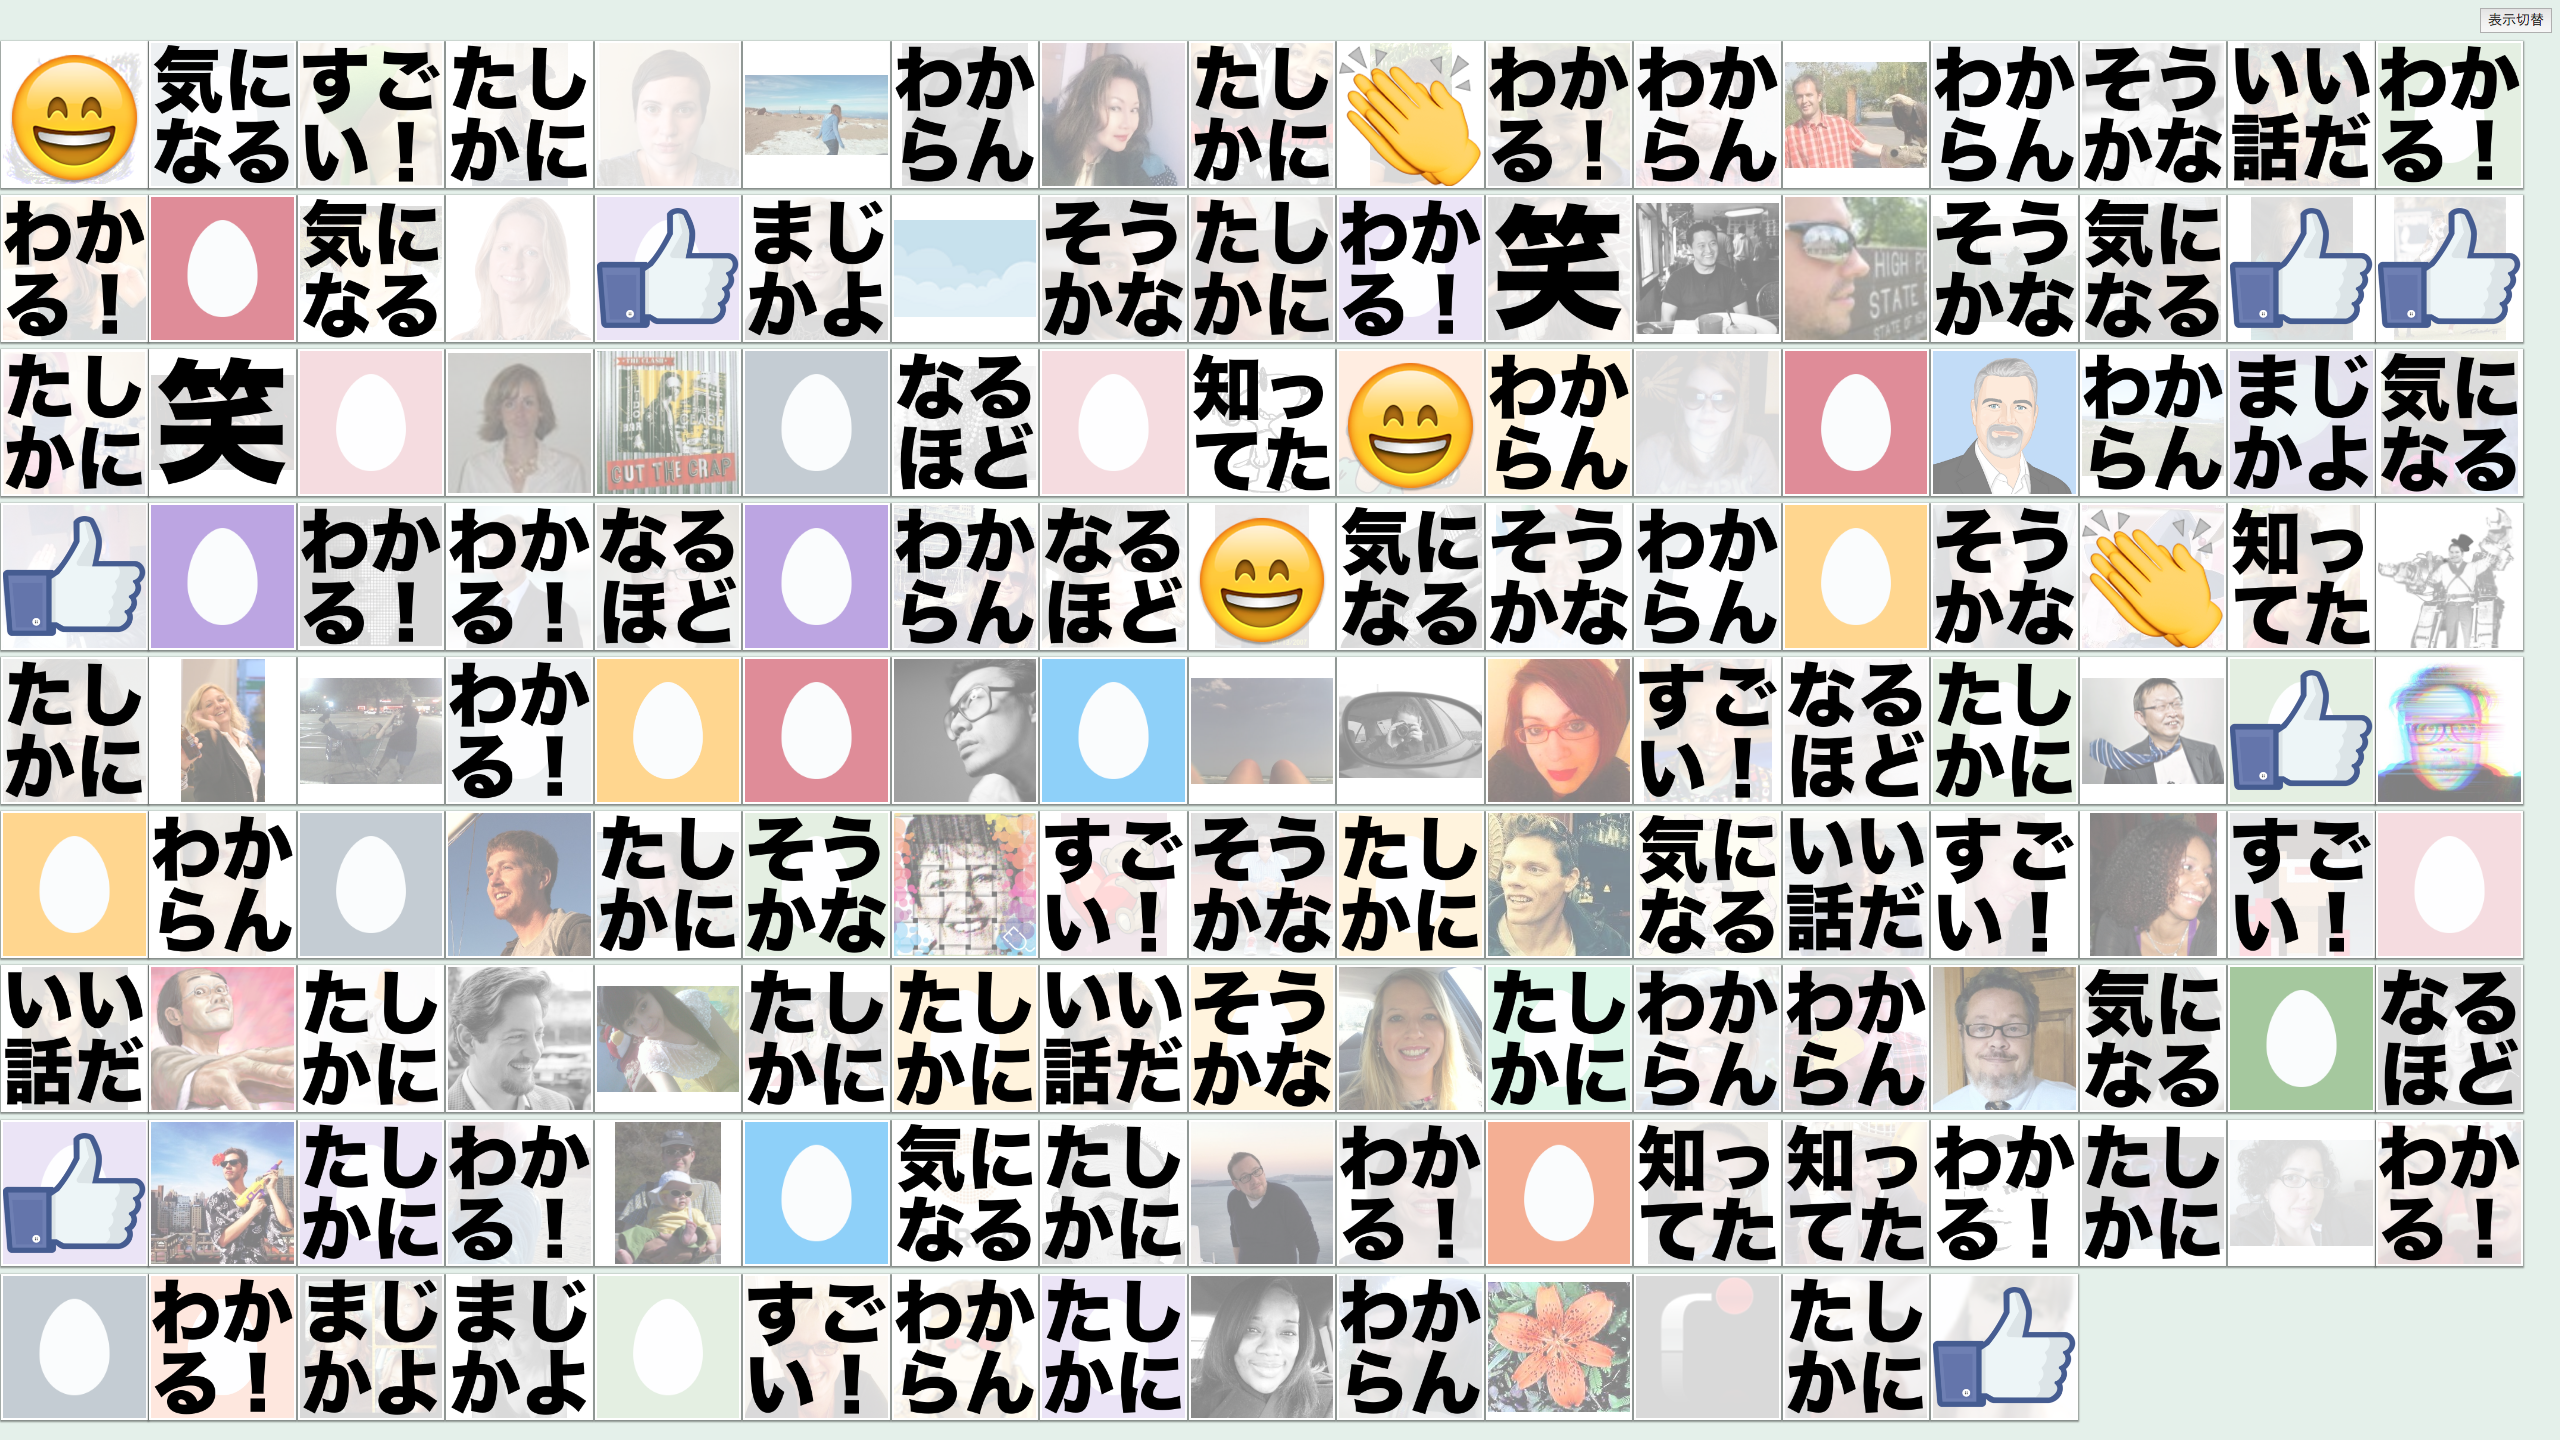 表示切替
気に
なる
すご
い！
たし
かに
わか
らん
たし
かに
わか
る！
わか
らん
わか
らん
そう
かな
いい
話だ
わか
る！
わか
る！
気に
なる
まじ
かよ
そう
かな
たし
かに
わか
る！
笑
HIGH PO
STATE
STATE OF
そう
かな
気に
なる
たし
かに
笑
CUT THE CRAP
なる
ほど
知っ
てた
わか
らん
わか
らん
まじ
かよ
気に
なる
わか
る！
わか
る！
なる
ほど
わか
らん
なる
ほど
気に
なる
そう
かな
わか
らん
そう
かな
知っ
てた
たし
かに
わか
る！
すご
い！
なる
ほど
たし
かに
わか
らん
たし
かに
そう
かな
すご
い！
そう
かな
たし
かに
気に
なる
いい
話だ
すご
い！
すご
い！
いい
話だ
たし
かに
たし
かに
たし
かに
いい
話だ
そう
かな
たし
かに
わか
らん
わか
らん
気に
なる
なる
ほど
たし
かに
わか
る！
気に
なる
たし
かに
わか
る！
知っ
てた
知っ
てた
わか
る！
たし
かに
わか
る！
わか
る！
まじ
かよ
まじ
かよ
すご
い！
わか
らん
たし
かに
わか
らん
たし
かに